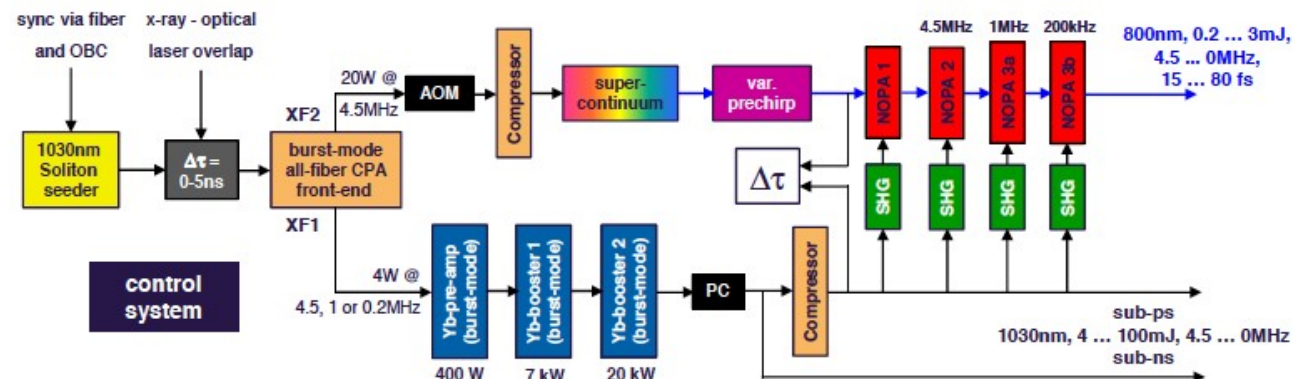 sync via fiber
and OBC
x-ray - optical
laser overlap
1030nm
Soliton
seeder
Δτ =
0-5ns
burst-mode
all-fiber CPA
front-end
XF2
XF1
20W @
4.5MHz
AOM
Compressor
super-
continuum
var.
prechirp
NOPA 1
4.5MHz
NOPA 2
1MHz
NOPA 3a
200kHz
NOPA 3b
800nm, 0.2 ... 3mJ,
4.5 ... 0MHz,
15 ... 80 fs
Δτ
SHG
SHG
SHG
SHG
control
system
4W @
4.5, 1 or 0.2MHz
Yb-pre-amp
(burst-mode)
400 W
Yb-booster 1
(burst-mode)
7 kW
Yb-booster 2
(burst-mode)
20 kW
PC
Compressor
sub-ps
1030nm, 4 ... 100mJ, 4.5 ... 0MHz
sub-ns